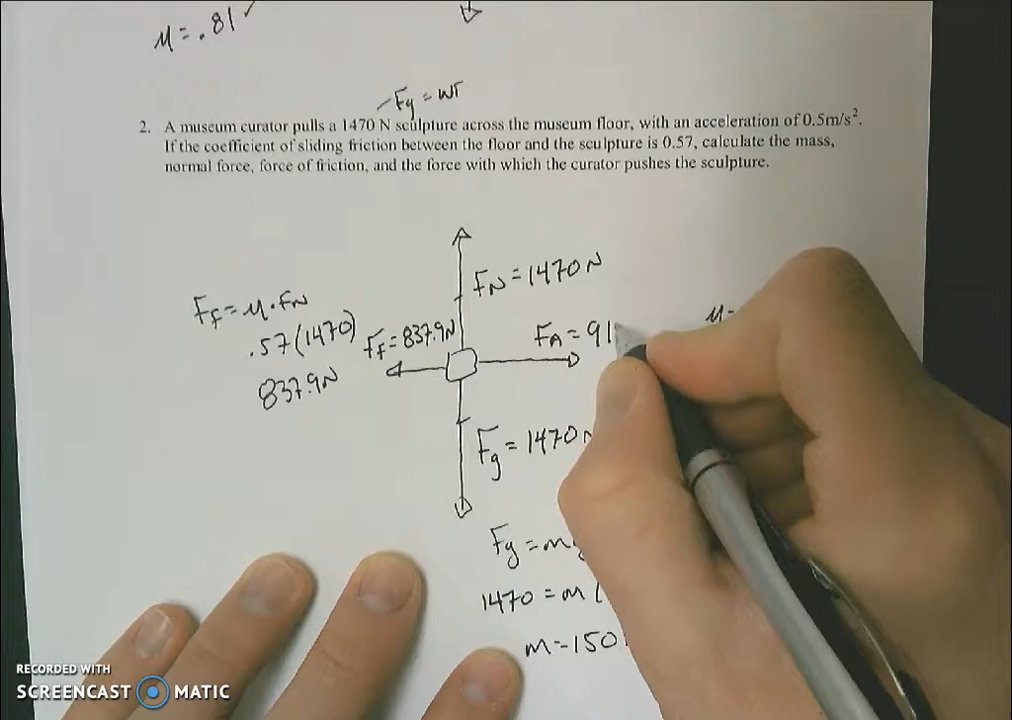 μ = .81 ✓
Fg = WT
2. A museum curator pulls a 1470 N sculpture across the museum floor, with an acceleration of 0.5m/s².
If the coefficient of sliding friction between the floor and the sculpture is 0.57, calculate the mass,
normal force, force of friction, and the force with which the curator pushes the sculpture.
FN = 1470 N
FF = μ · FN
.57(1470)
837.9N
FF = 837.9N
FA = 91
μ =
Fg = 1470 N
Fg = m
1470 = m (
m = 150
RECORDED WITH
SCREENCAST MATIC